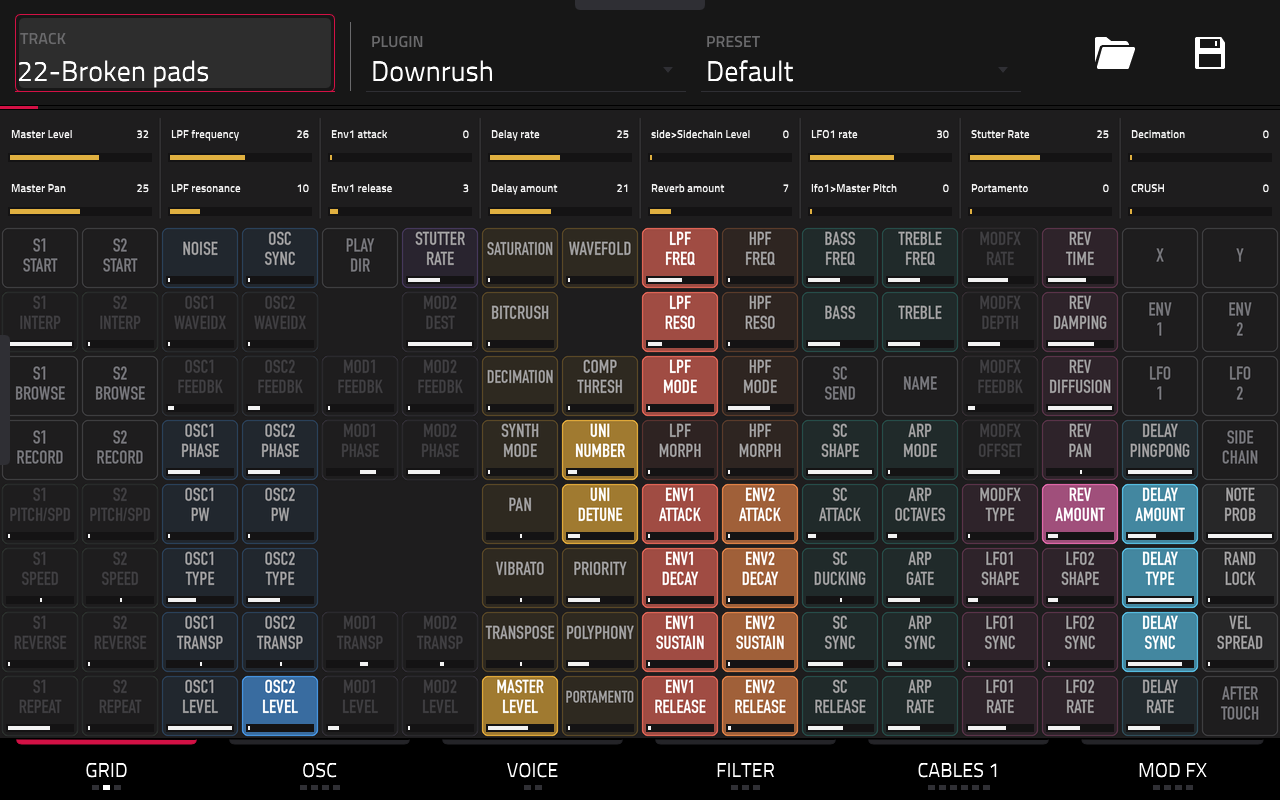 TRACK
22-Broken pads
PLUGIN
Downrush
PRESET
Default
Master Level 32 LPF frequency 26 Env1 attack 0 Delay rate 25 side>Sidechain Level 0 LFO1 rate 30 Stutter Rate 25 Decimation 0
Master Pan 25 LPF resonance 10 Env1 release 3 Delay amount 21 Reverb amount 7 lfo1>Master Pitch 0 Portamento 0 CRUSH 0
S1 START S2 START NOISE OSC SYNC PLAY DIR STUTTER RATE SATURATION WAVEFOLD LPF FREQ HPF FREQ BASS FREQ TREBLE FREQ MODFX RATE REV TIME X Y
S1 INTERP S2 INTERP OSC1 WAVEIDX OSC2 WAVEIDX MOD2 DEST BITCRUSH LPF RESO HPF RESO BASS TREBLE MODFX DEPTH REV DAMPING ENV 1 ENV 2
S1 BROWSE S2 BROWSE OSC1 FEEDBK OSC2 FEEDBK MOD1 FEEDBK MOD2 FEEDBK DECIMATION COMP THRESH LPF MODE HPF MODE SC SEND NAME MODFX FEEDBK REV DIFFUSION LFO 1 LFO 2
S1 RECORD S2 RECORD OSC1 PHASE OSC2 PHASE MOD1 PHASE MOD2 PHASE SYNTH MODE UNI NUMBER LPF MORPH HPF MORPH SC SHAPE ARP MODE MODFX OFFSET REV PAN DELAY PINGPONG SIDE CHAIN
S1 PITCH/SPD S2 PITCH/SPD OSC1 PW OSC2 PW PAN UNI DETUNE ENV1 ATTACK ENV2 ATTACK SC ATTACK ARP OCTAVES MODFX TYPE REV AMOUNT DELAY AMOUNT NOTE PROB
S1 SPEED S2 SPEED OSC1 TYPE OSC2 TYPE VIBRATO PRIORITY ENV1 DECAY ENV2 DECAY SC DUCKING ARP GATE LFO1 SHAPE LFO2 SHAPE DELAY TYPE RAND LOCK
S1 REVERSE S2 REVERSE OSC1 TRANSP OSC2 TRANSP MOD1 TRANSP MOD2 TRANSP TRANSPOSE POLYPHONY ENV1 SUSTAIN ENV2 SUSTAIN SC SYNC ARP SYNC LFO1 SYNC LFO2 SYNC DELAY SYNC VEL SPREAD
S1 REPEAT S2 REPEAT OSC1 LEVEL OSC2 LEVEL MOD1 LEVEL MOD2 LEVEL MASTER LEVEL PORTAMENTO ENV1 RELEASE ENV2 RELEASE SC RELEASE ARP RATE LFO1 RATE LFO2 RATE DELAY RATE AFTER TOUCH
GRID OSC VOICE FILTER CABLES 1 MOD FX